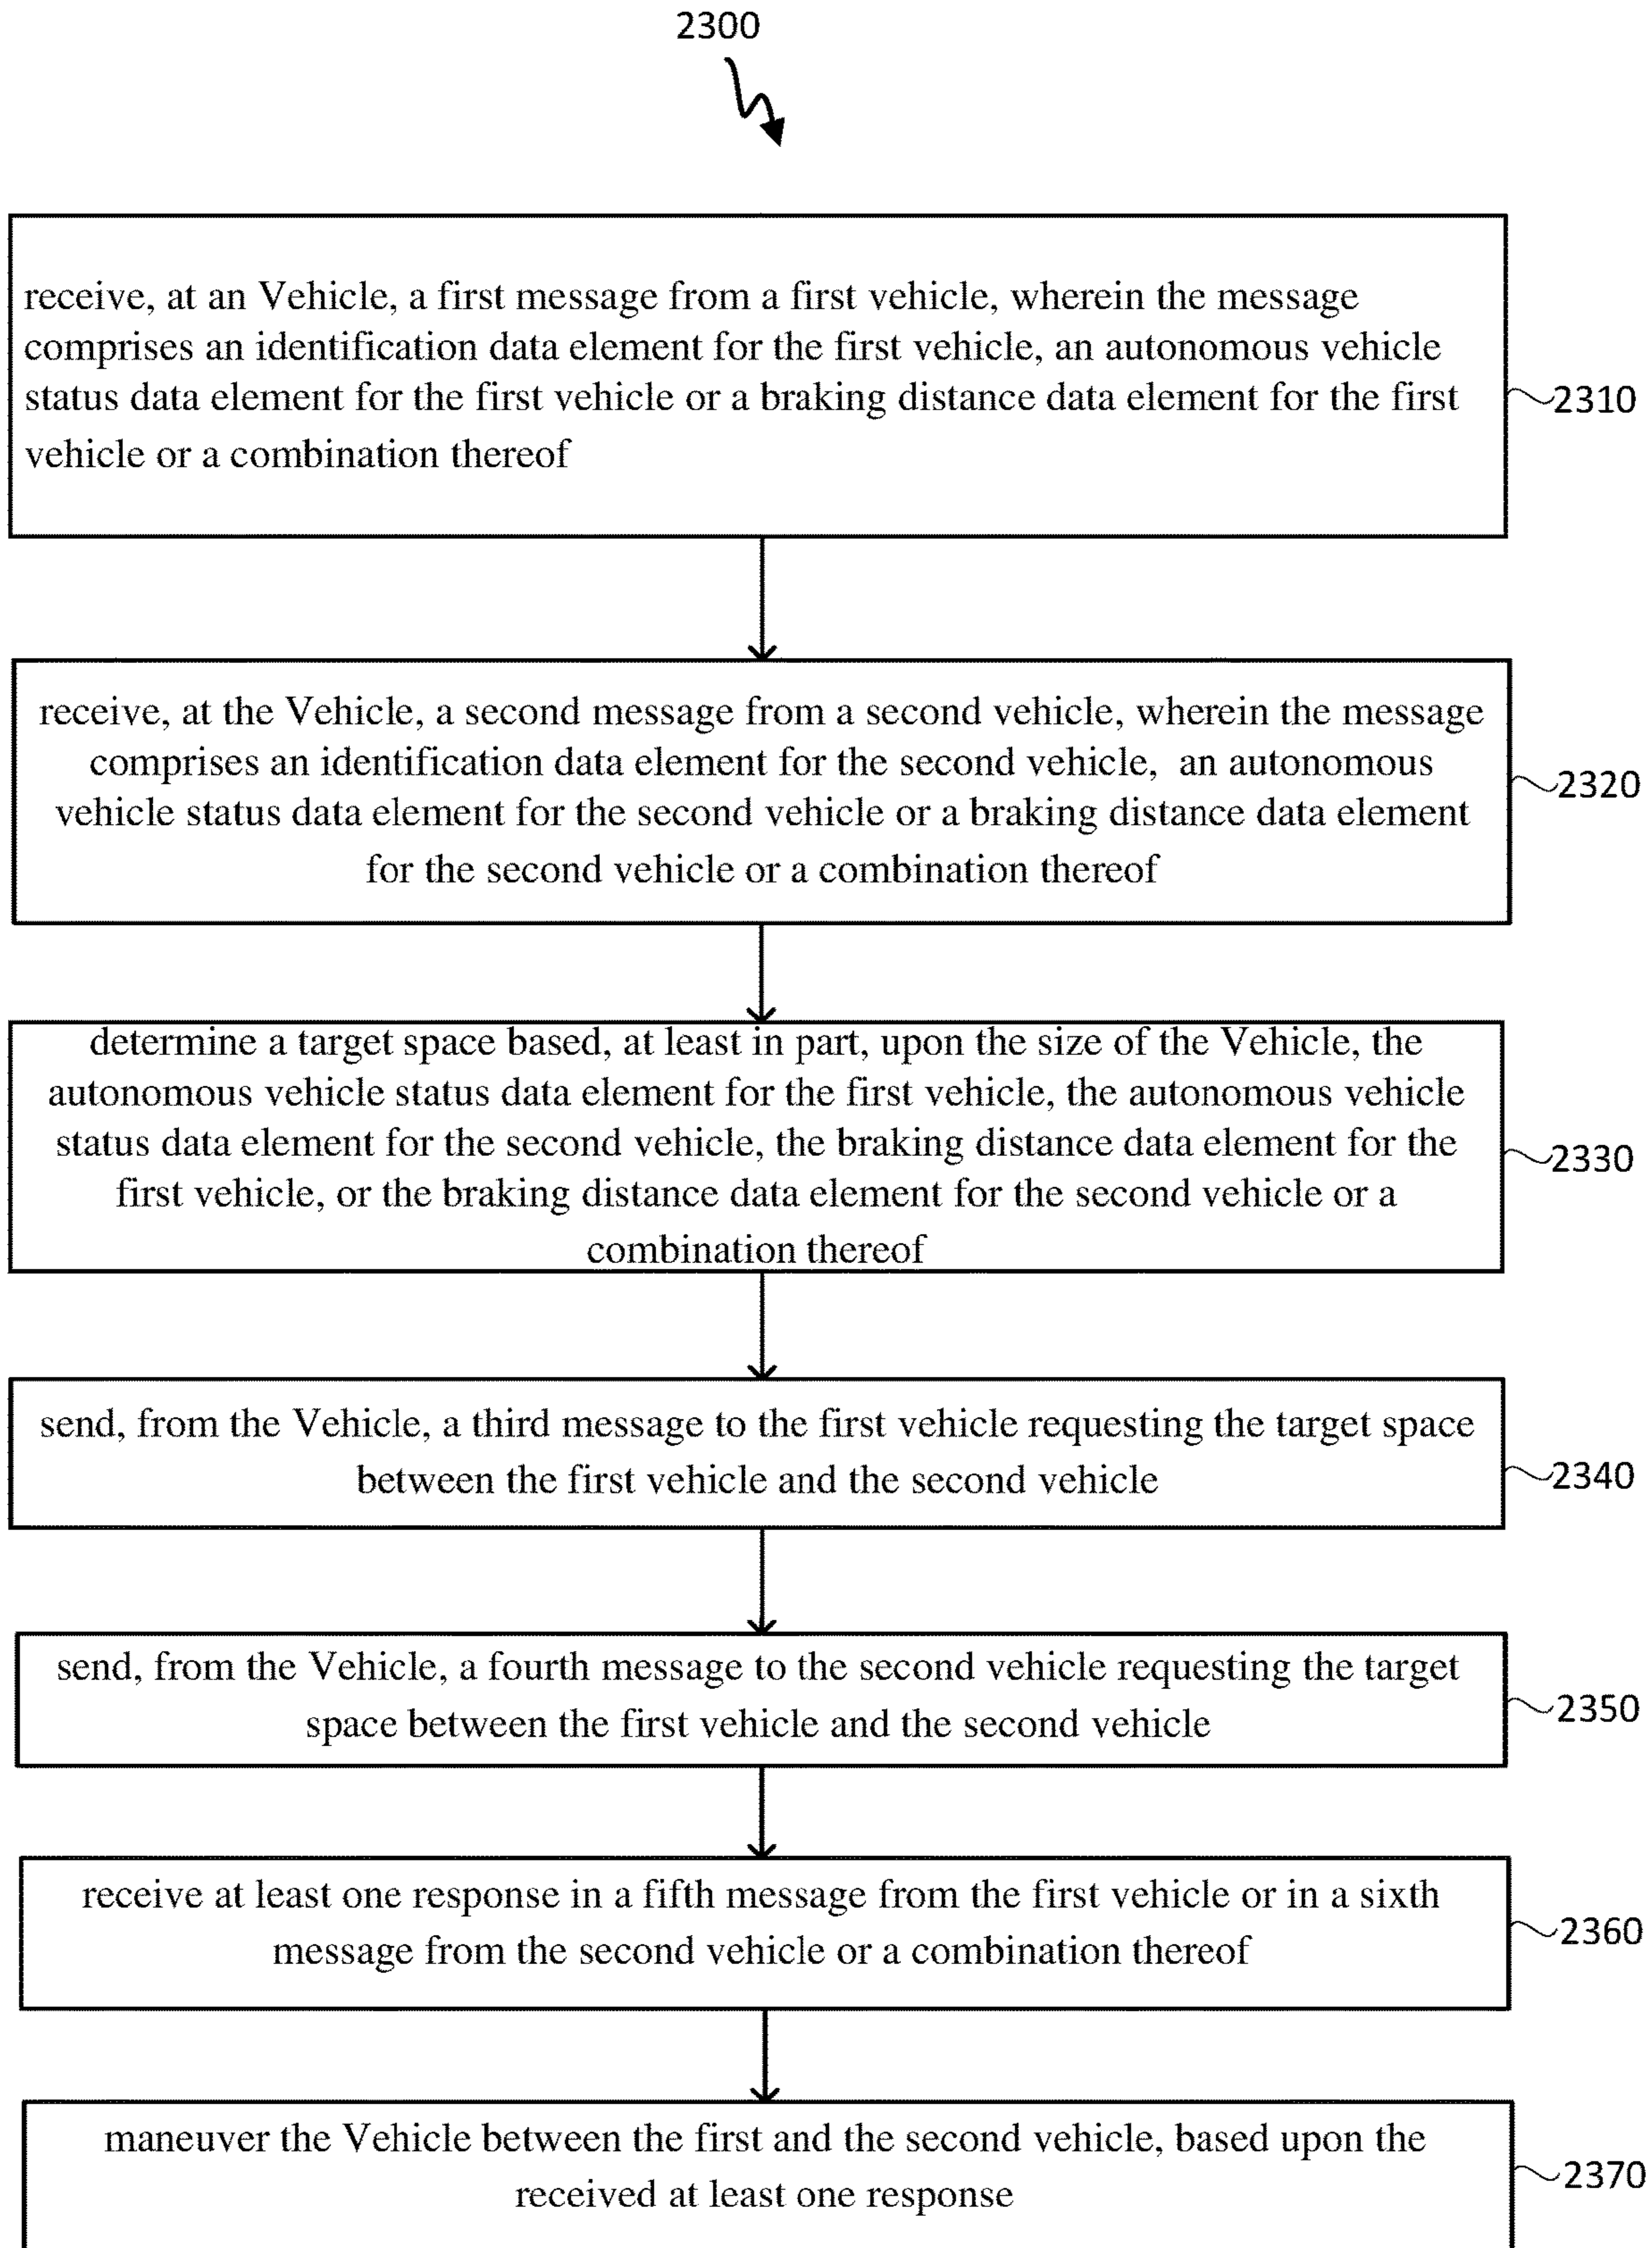 2300
receive, at an Vehicle, a first message from a first vehicle, wherein the message
comprises an identification data element for the first vehicle, an autonomous vehicle
status data element for the first vehicle or a braking distance data element for the first
vehicle or a combination thereof
2310
receive, at the Vehicle, a second message from a second vehicle, wherein the message
comprises an identification data element for the second vehicle, an autonomous
vehicle status data element for the second vehicle or a braking distance data element
for the second vehicle or a combination thereof
2320
determine a target space based, at least in part, upon the size of the Vehicle, the
autonomous vehicle status data element for the first vehicle, the autonomous vehicle
status data element for the second vehicle, the braking distance data element for the
first vehicle, or the braking distance data element for the second vehicle or a
combination thereof
2330
send, from the Vehicle, a third message to the first vehicle requesting the target space
between the first vehicle and the second vehicle
2340
send, from the Vehicle, a fourth message to the second vehicle requesting the target
space between the first vehicle and the second vehicle
2350
receive at least one response in a fifth message from the first vehicle or in a sixth
message from the second vehicle or a combination thereof
2360
maneuver the Vehicle between the first and the second vehicle, based upon the
received at least one response
2370